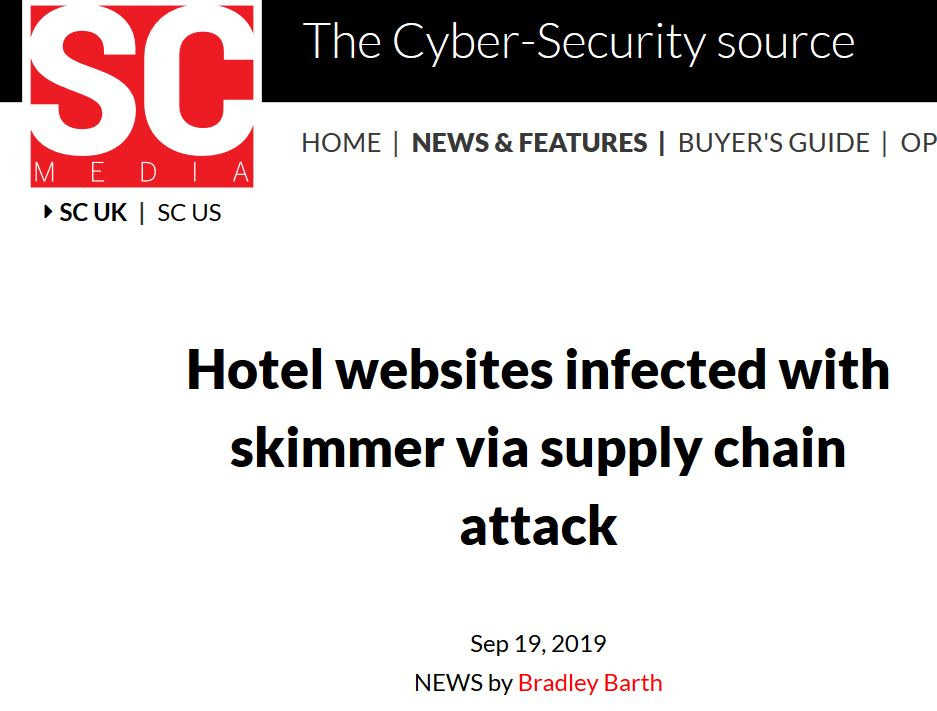 SC
MEDIA
The Cyber-Security source
HOME | NEWS & FEATURES | BUYER'S GUIDE | OP
SC UK | SC US
Hotel websites infected with
skimmer via supply chain
attack
Sep 19, 2019
NEWS by Bradley Barth